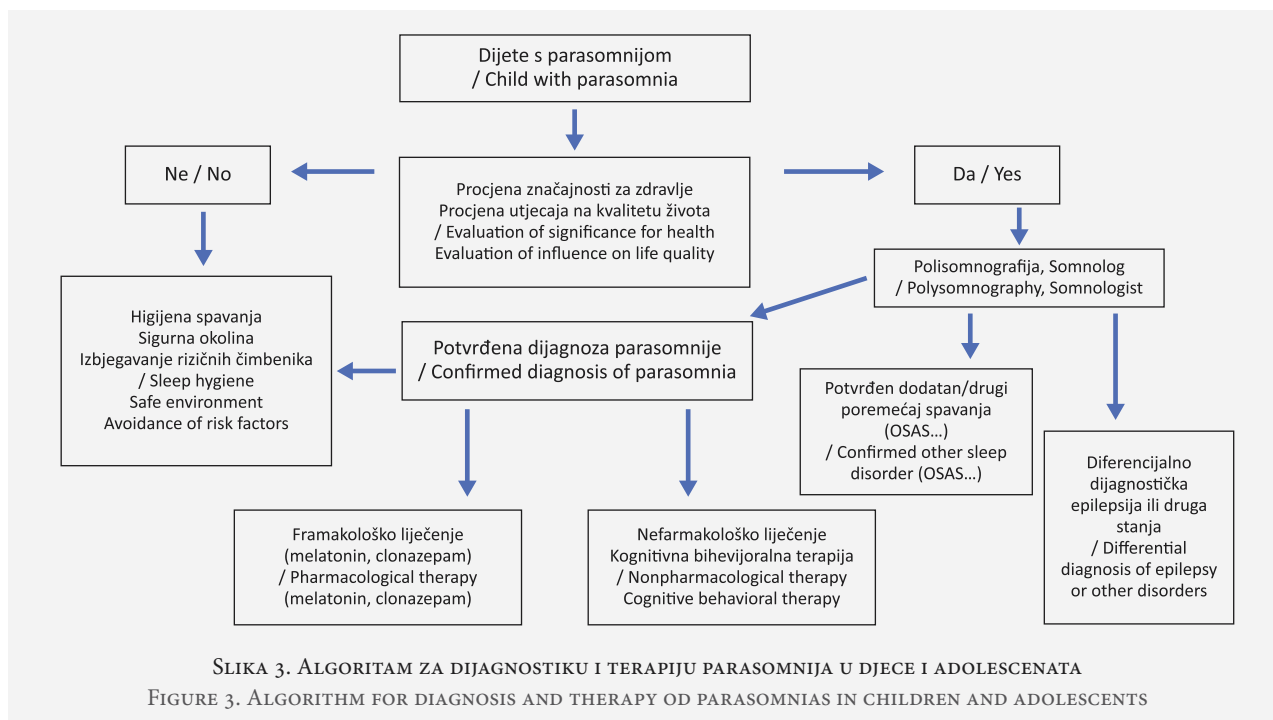 Dijete s parasomnijom
/ Child with parasomnia
Ne / No
Procjena značajnosti za zdravlje
Procjena utjecaja na kvalitetu života
/ Evaluation of significance for health
Evaluation of influence on life quality
Da / Yes
Polisomnografija, Somnolog
/ Polysomnography, Somnologist
Higijena spavanja
Sigurna okolina
Izbjegavanje rizičnih čimbenika
/ Sleep hygiene
Safe environment
Avoidance of risk factors
Potvrđena dijagnoza parasomnije
/ Confirmed diagnosis of parasomnia
Potvrđen dodatan/drugi
poremećaj spavanja
(OSAS...)
/ Confirmed other sleep
disorder (OSAS...)
Diferencijalno
dijagnostička
epilepsija ili druga
stanja
/ Differential
diagnosis of epilepsy
or other disorders
Framakološko liječenje
(melatonin, clonazepam)
/ Pharmacological therapy
(melatonin, clonazepam)
Nefarmakološko liječenje
Kognitivna bihevijoralna terapija
/ Nonpharmacological therapy
Cognitive behavioral therapy
Slika 3. Algoritam za dijagnostiku i terapiju parasomnija u djece i adolescenata
Figure 3. Algorithm for diagnosis and therapy od parasomnias in children and adolescents